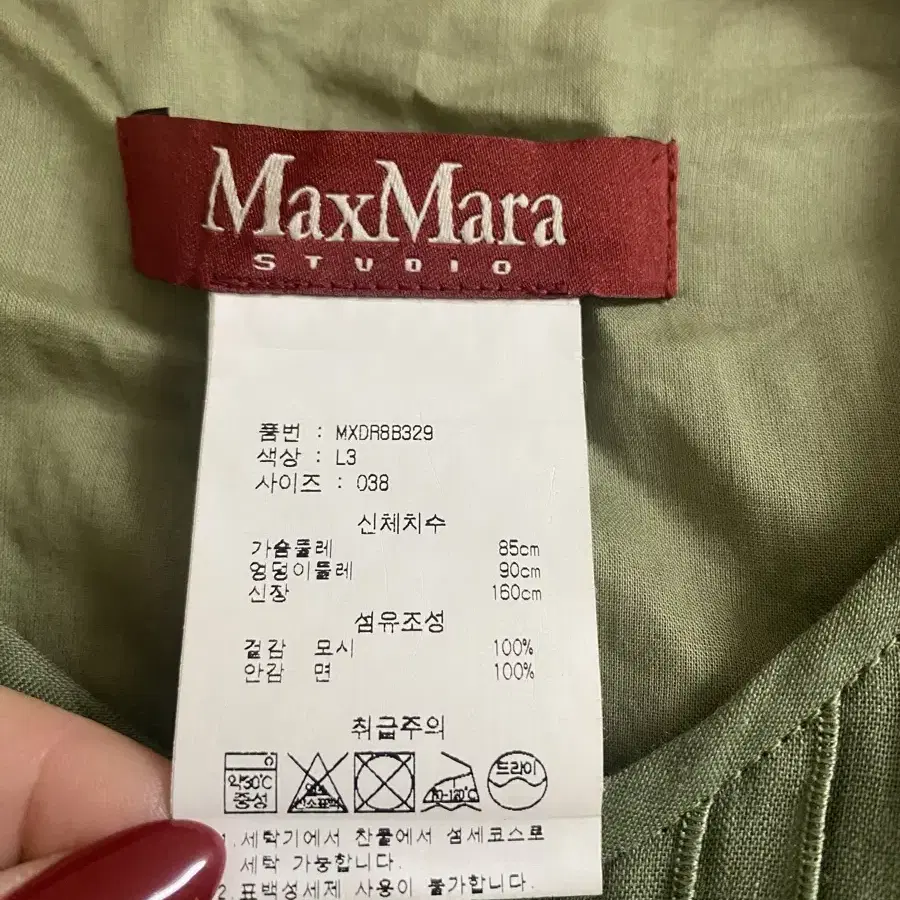 MaxMara
STUDIO
품번 : MXDR8B329
색상 : L3
사이즈 : 038
신체치수
가슴둘레 85cm
엉덩이둘레 90cm
신장 160cm
섬유조성
겉감 모시 100%
안감 면 100%
취급주의
약30℃
중성
드라이
1.세탁기에서 찬물에서 섬세코스로
세탁 가능합니다.
2.표백성세제 사용이 불가합니다.